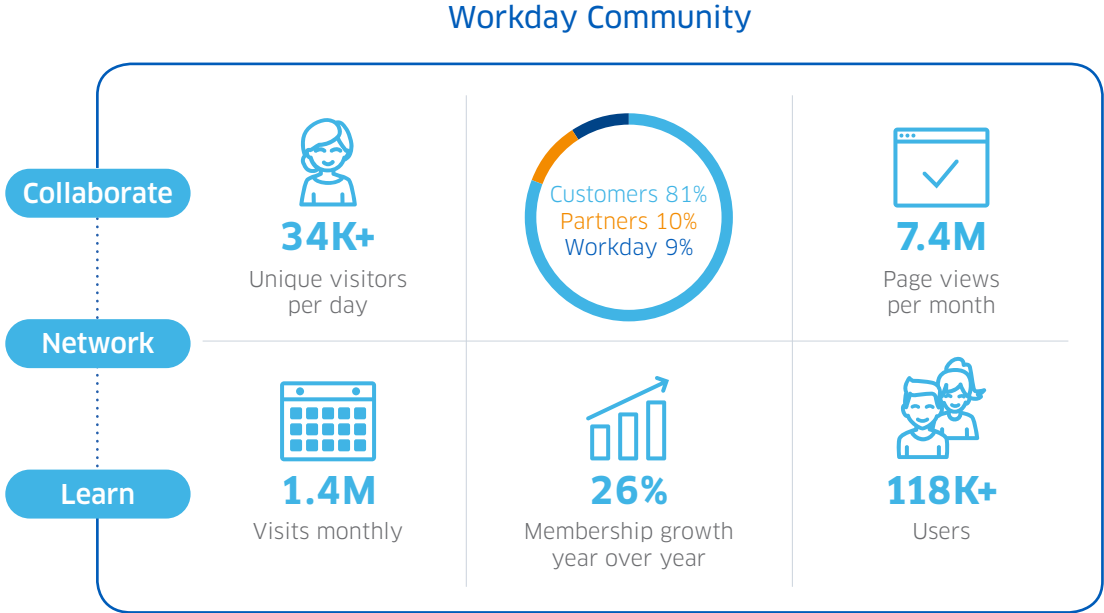 Workday Community
Collaborate
Network
Learn
34K+
Unique visitors
per day
Customers 81%
Partners 10%
Workday 9%
7.4M
Page views
per month
1.4M
Visits monthly
26%
Membership growth
year over year
118K+
Users